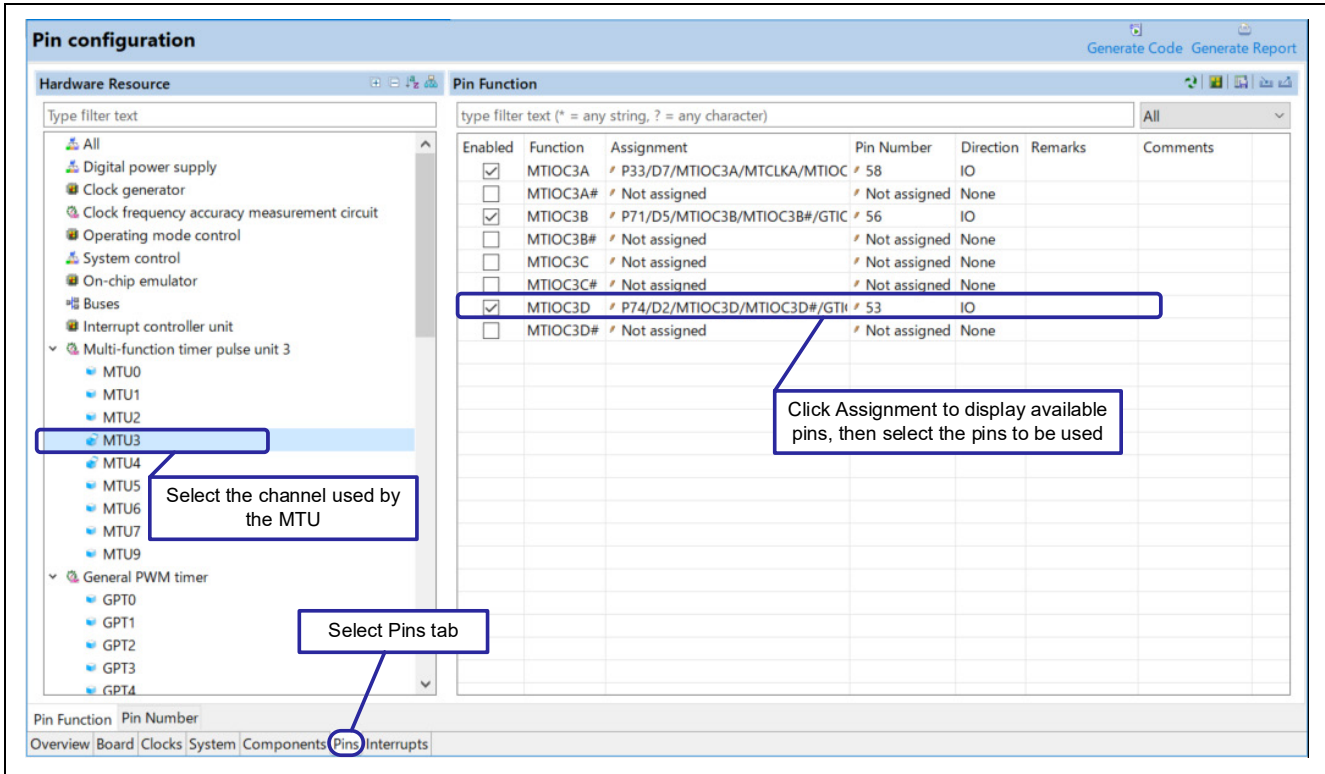 Pin configuration
Generate Code Generate Report
Hardware Resource
Type filter text
All
Digital power supply
Clock generator
Clock frequency accuracy measurement circuit
Operating mode control
System control
On-chip emulator
Buses
Interrupt controller unit
Multi-function timer pulse unit 3
MTU0
MTU1
MTU2
MTU3
MTU4
MTU5
MTU6
MTU7
MTU9
General PWM timer
GPT0
GPT1
GPT2
GPT3
GPT4
Select the channel used by
the MTU
Pin Function
type filter text (* = any string, ? = any character) All
Enabled Function Assignment Pin Number Direction Remarks Comments
MTIOC3A P33/D7/MTIOC3A/MTCLKA/MTIOC 58 IO
MTIOC3A# Not assigned Not assigned None
MTIOC3B P71/D5/MTIOC3B/MTIOC3B#/GTIC 56 IO
MTIOC3B# Not assigned Not assigned None
MTIOC3C Not assigned Not assigned None
MTIOC3C# Not assigned Not assigned None
MTIOC3D P74/D2/MTIOC3D/MTIOC3D#/GTI 53 IO
MTIOC3D# Not assigned Not assigned None
Click Assignment to display available
pins, then select the pins to be used
Select Pins tab
Pin Function Pin Number
Overview Board Clocks System Components Pins Interrupts